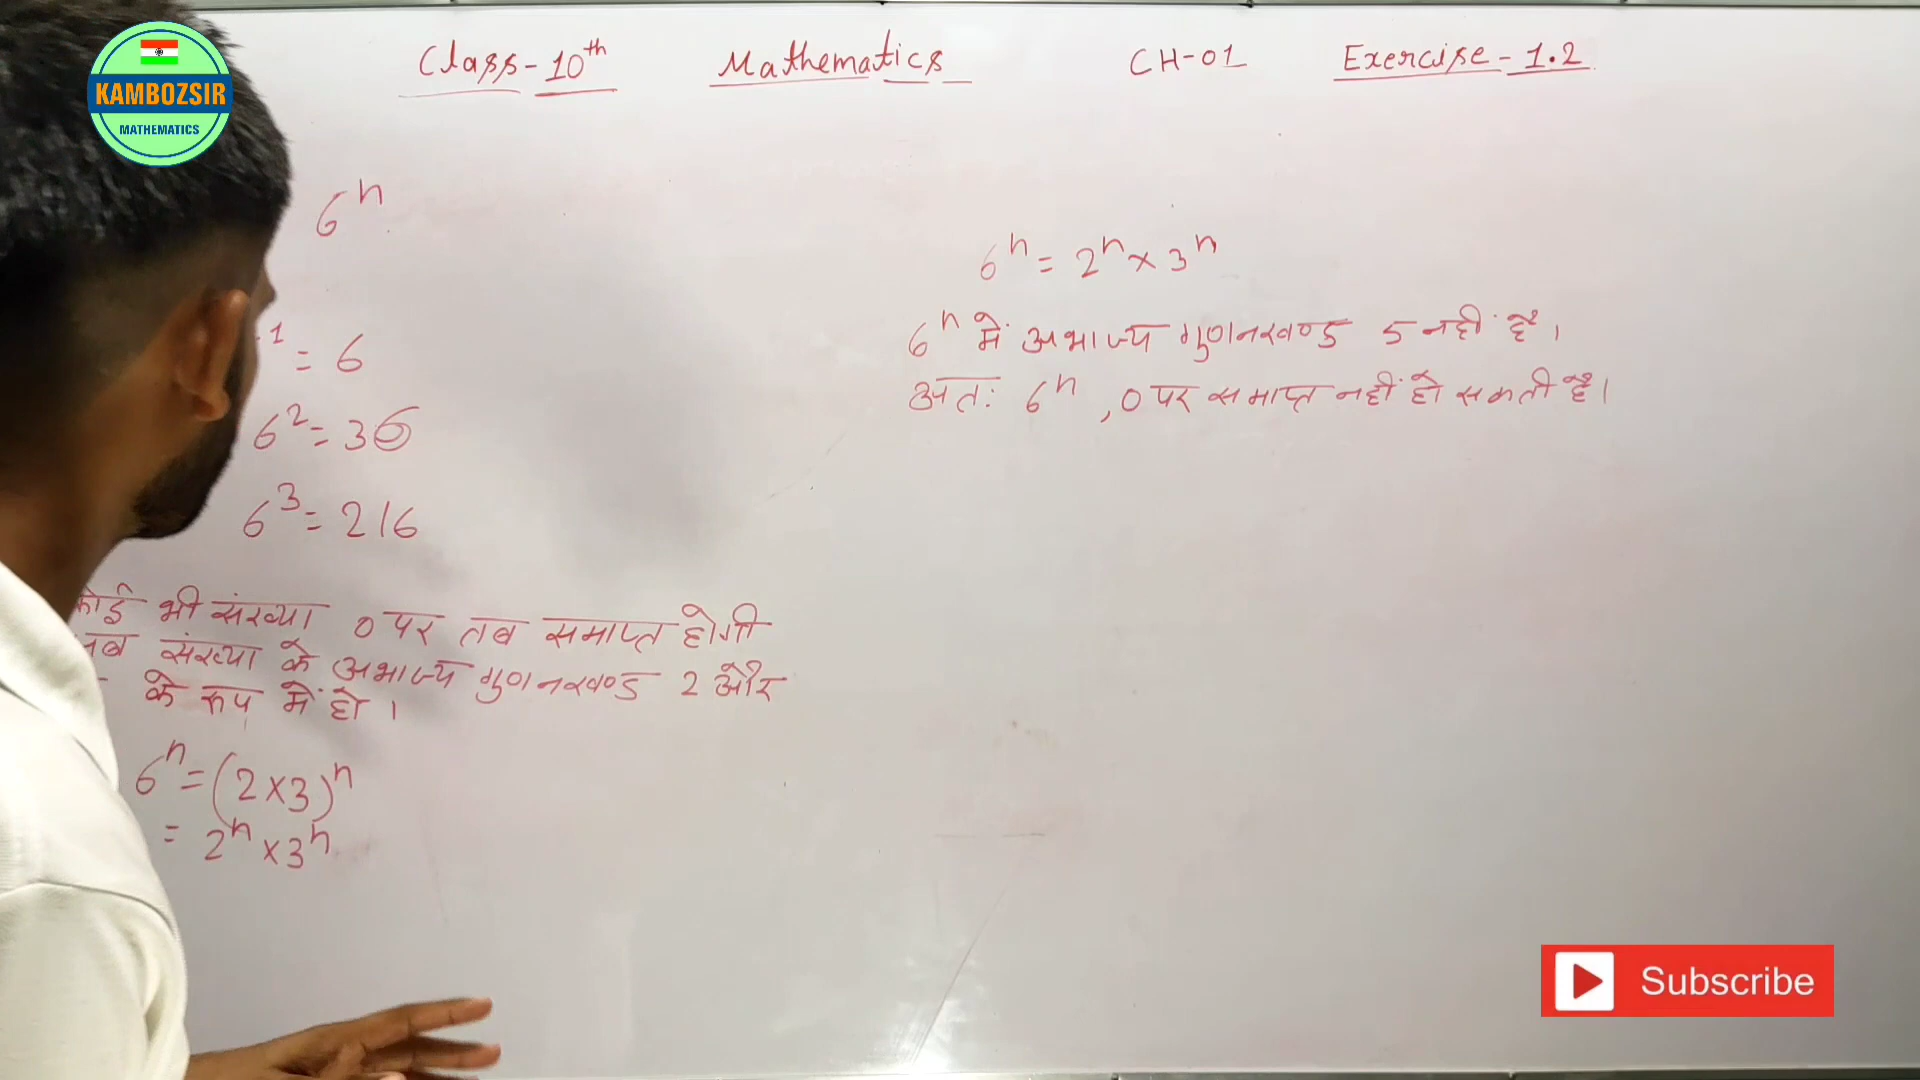 KAMBOZSIR
MATHEMATICS
Class-10th Mathematics CH-01 Exercise-1.2
6ⁿ
¹ = 6
6² = 36
6³ = 216
कोई भी संख्या 0 पर तब समाप्त होगी
जब संख्या के अभाज्य गुणनखण्ड 2 और
के रूप में हो ।
6ⁿ = (2×3)ⁿ
= 2ⁿ × 3ⁿ
6ⁿ = 2ⁿ × 3ⁿ
6ⁿ में अभाज्य गुणनखण्ड 5 नहीं है ।
अतः 6ⁿ , 0 पर समाप्त नहीं हो सकती है ।
Subscribe